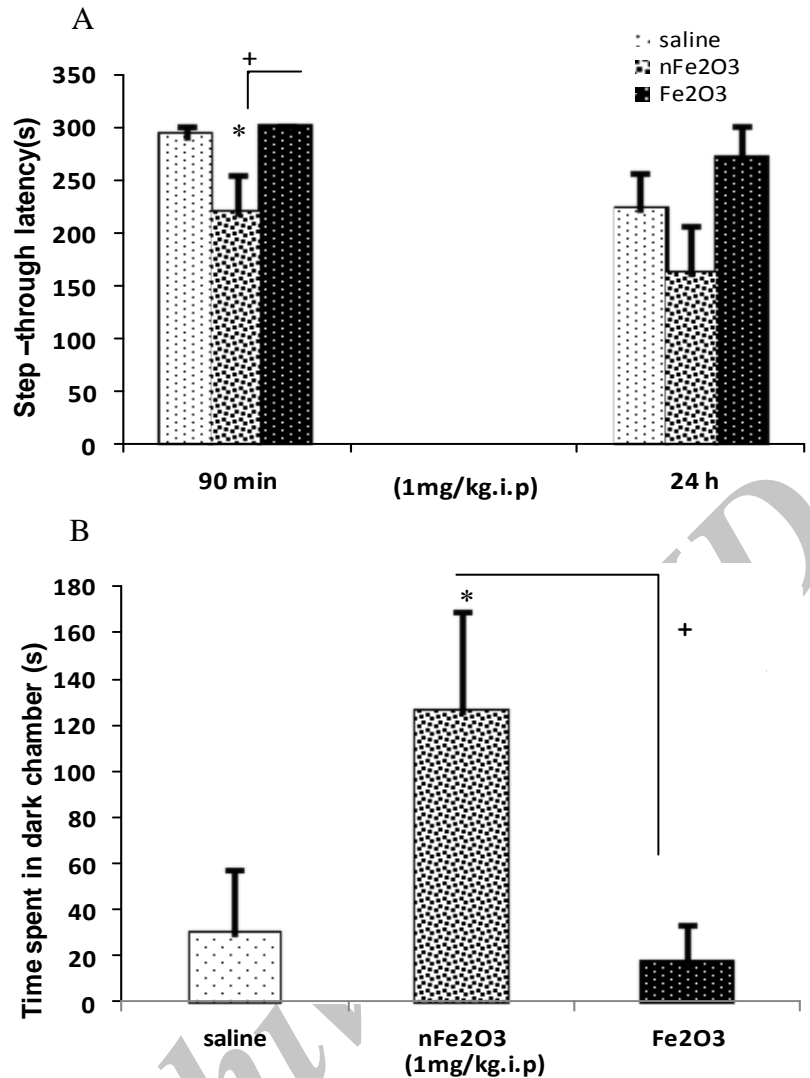 A
saline
nFe2O3
Fe2O3
+
*
350
300
250
200
150
100
50
0
Step –through latency(s)
90 min
(1mg/kg.i.p)
24 h
B
180
160
140
120
100
80
60
40
20
0
*
+
Time spent in dark chamber (s)
saline
nFe2O3
Fe2O3
(1mg/kg.i.p)